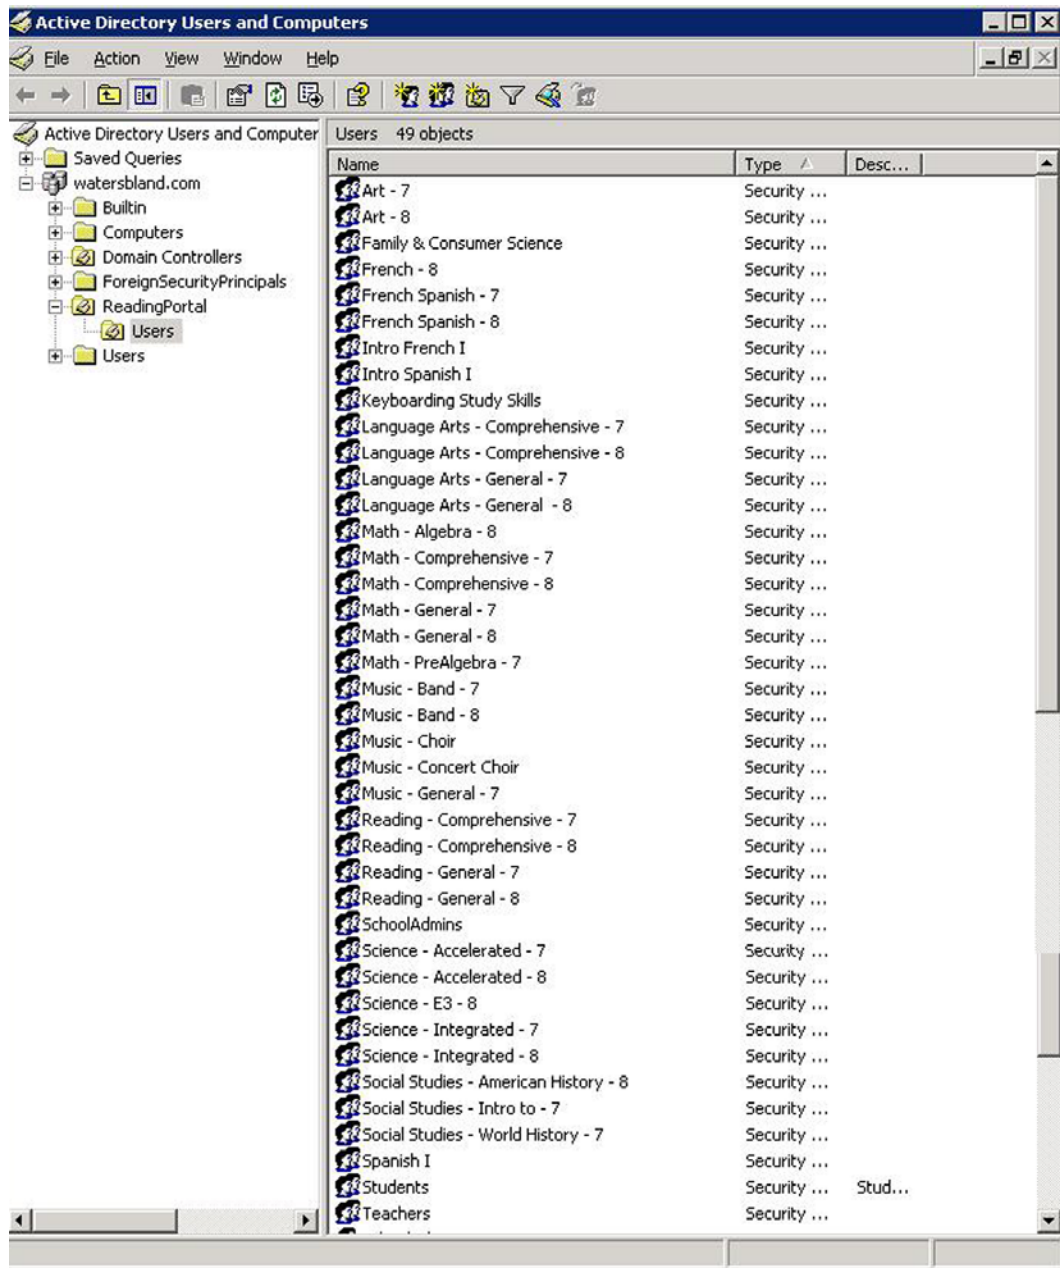 Active Directory Users and Computers
File Action View Window Help
Active Directory Users and Computer
Saved Queries
watersbland.com
Builtin
Computers
Domain Controllers
ForeignSecurityPrincipals
ReadingPortal
Users
Users
Users 49 objects
Name Type Desc...
Art - 7 Security ...
Art - 8 Security ...
Family & Consumer Science Security ...
French - 8 Security ...
French Spanish - 7 Security ...
French Spanish - 8 Security ...
Intro French I Security ...
Intro Spanish I Security ...
Keyboarding Study Skills Security ...
Language Arts - Comprehensive - 7 Security ...
Language Arts - Comprehensive - 8 Security ...
Language Arts - General - 7 Security ...
Language Arts - General - 8 Security ...
Math - Algebra - 8 Security ...
Math - Comprehensive - 7 Security ...
Math - Comprehensive - 8 Security ...
Math - General - 7 Security ...
Math - General - 8 Security ...
Math - PreAlgebra - 7 Security ...
Music - Band - 7 Security ...
Music - Band - 8 Security ...
Music - Choir Security ...
Music - Concert Choir Security ...
Music - General - 7 Security ...
Reading - Comprehensive - 7 Security ...
Reading - Comprehensive - 8 Security ...
Reading - General - 7 Security ...
Reading - General - 8 Security ...
SchoolAdmins Security ...
Science - Accelerated - 7 Security ...
Science - Accelerated - 8 Security ...
Science - E3 - 8 Security ...
Science - Integrated - 7 Security ...
Science - Integrated - 8 Security ...
Social Studies - American History - 8 Security ...
Social Studies - Intro to - 7 Security ...
Social Studies - World History - 7 Security ...
Spanish I Security ...
Students Security ... Stud...
Teachers Security ...